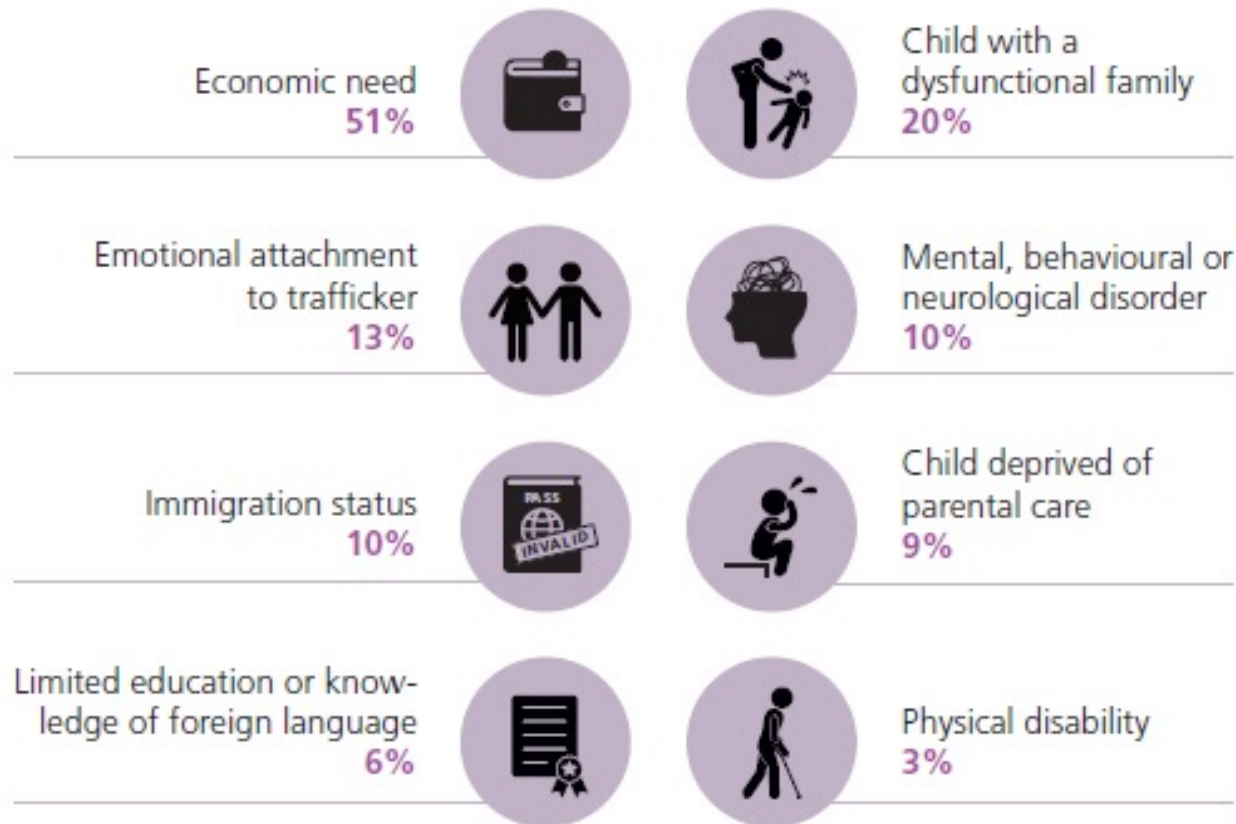 Economic need
51%
Child with a
dysfunctional family
20%
Emotional attachment
to trafficker
13%
Mental, behavioural or
neurological disorder
10%
Immigration status
10%
PASS
INVALID
Child deprived of
parental care
9%
Limited education or know-
ledge of foreign language
6%
Physical disability
3%